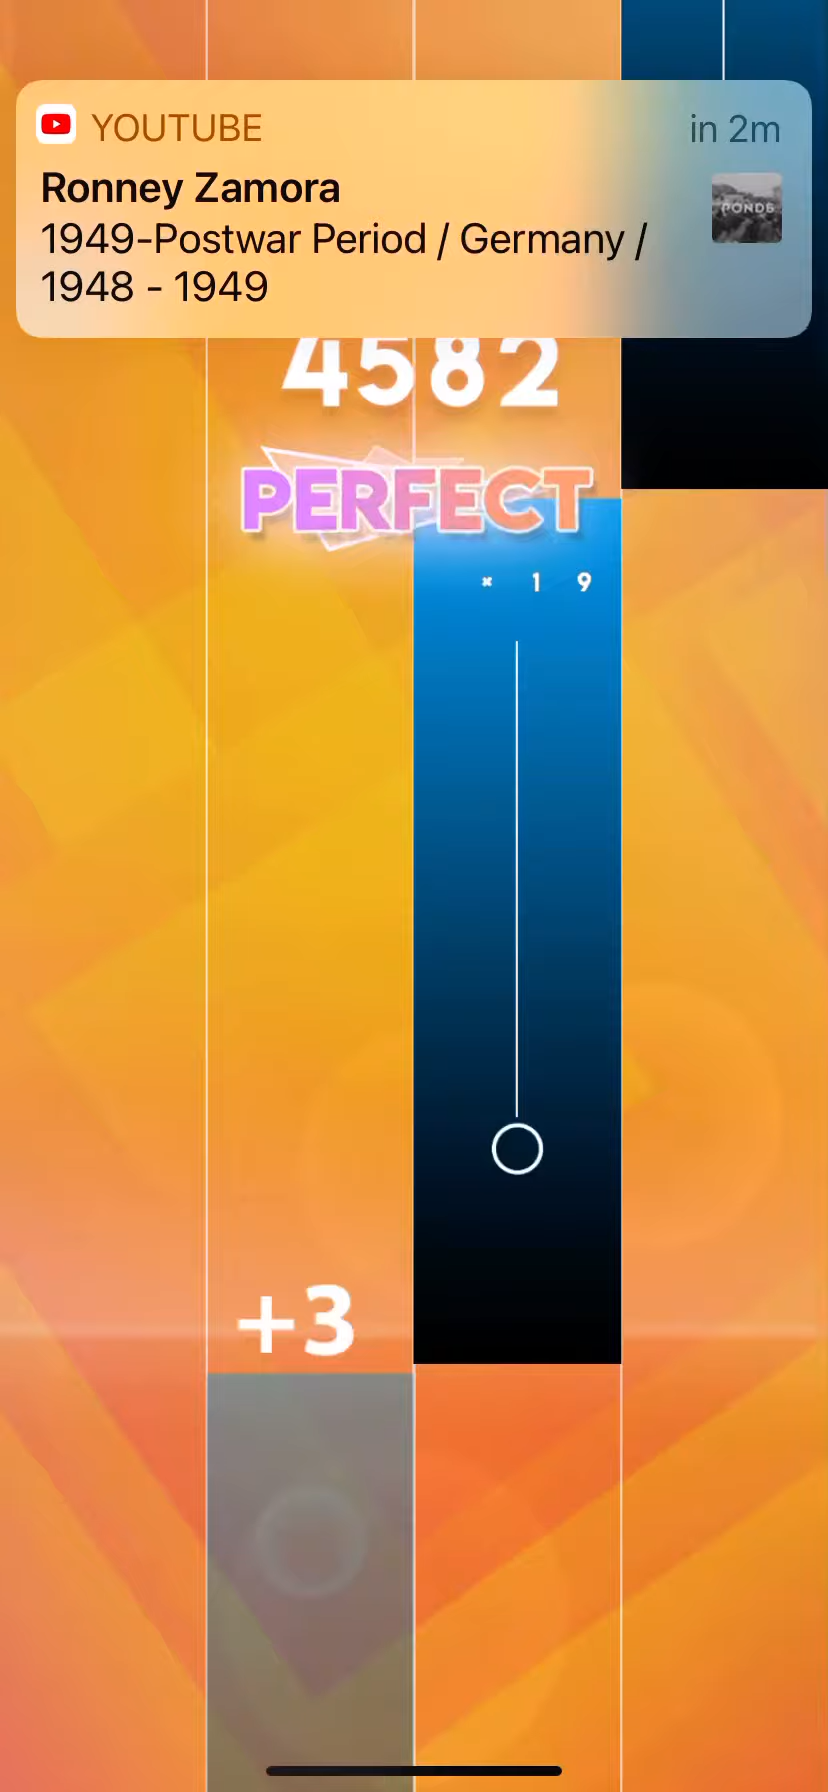 YOUTUBE
in 2m
Ronney Zamora
1949-Postwar Period / Germany /
1948 - 1949
PONDS
4582
PERFECT
× 1 9
+3